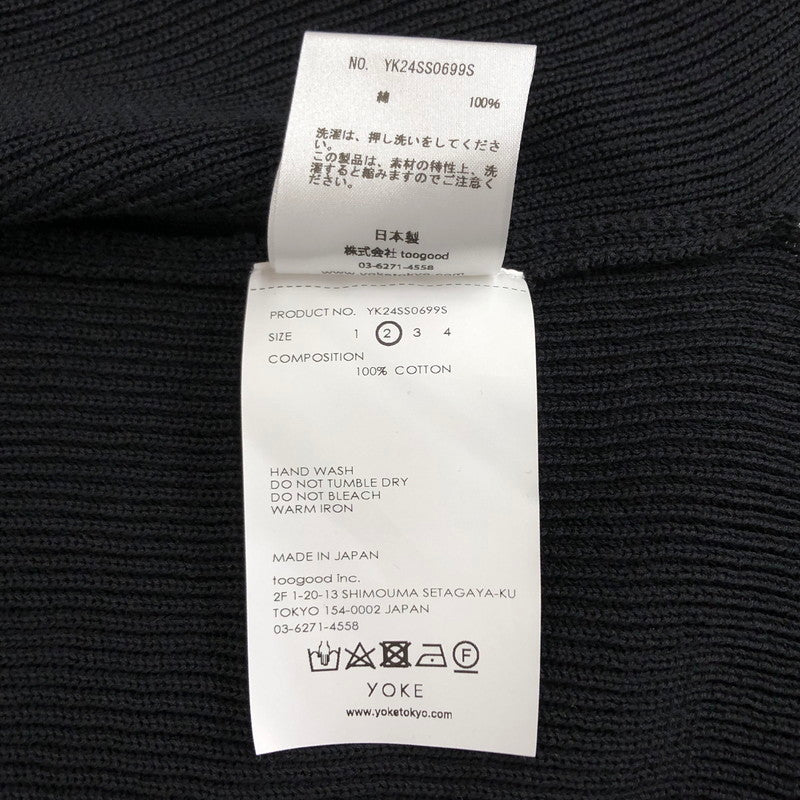 NO. YK24SS0699S
綿 100%
洗濯は、押し洗いをしてくださ
い。
この製品は、素材の特性上、洗
濯すると縮みますのでご注意く
ださい。
日本製
株式会社 toogood
03-6271-4558
www.yoketokyo.com
PRODUCT NO. YK24SS0699S
SIZE 1 2 3 4
COMPOSITION
100% COTTON
HAND WASH
DO NOT TUMBLE DRY
DO NOT BLEACH
WARM IRON
MADE IN JAPAN
toogood inc.
2F 1-20-13 SHIMOUMA SETAGAYA-KU
TOKYO 154-0002 JAPAN
03-6271-4558
F
YOKE
www.yoketokyo.com